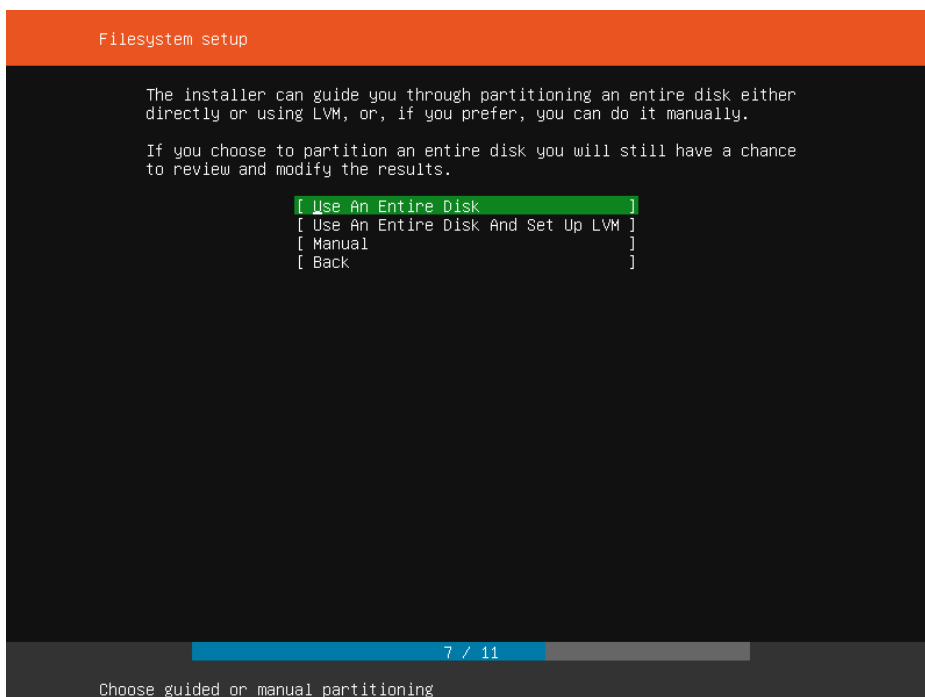 Filesystem setup
The installer can guide you through partitioning an entire disk either
directly or using LVM, or, if you prefer, you can do it manually.
If you choose to partition an entire disk you will still have a chance
to review and modify the results.
[ Use An Entire Disk ]
[ Use An Entire Disk And Set Up LVM ]
[ Manual ]
[ Back ]
7 / 11
Choose guided or manual partitioning